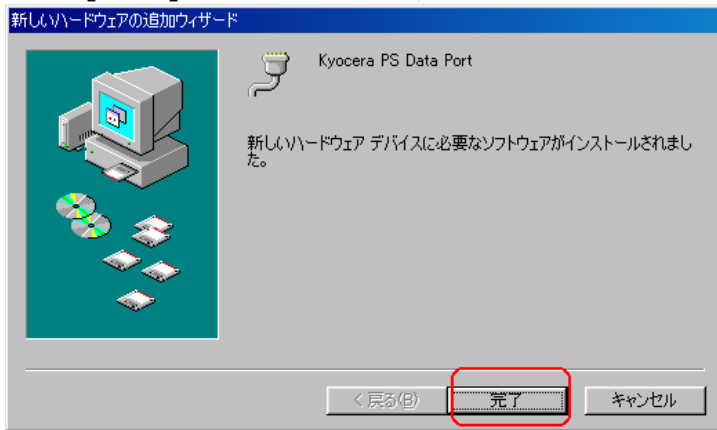 新しいハードウェアの追加ウィザード
Kyocera PS Data Port
新しいハードウェア デバイスに必要なソフトウェアがインストールされまし
た。
< 戻る(B)
完了
キャンセル